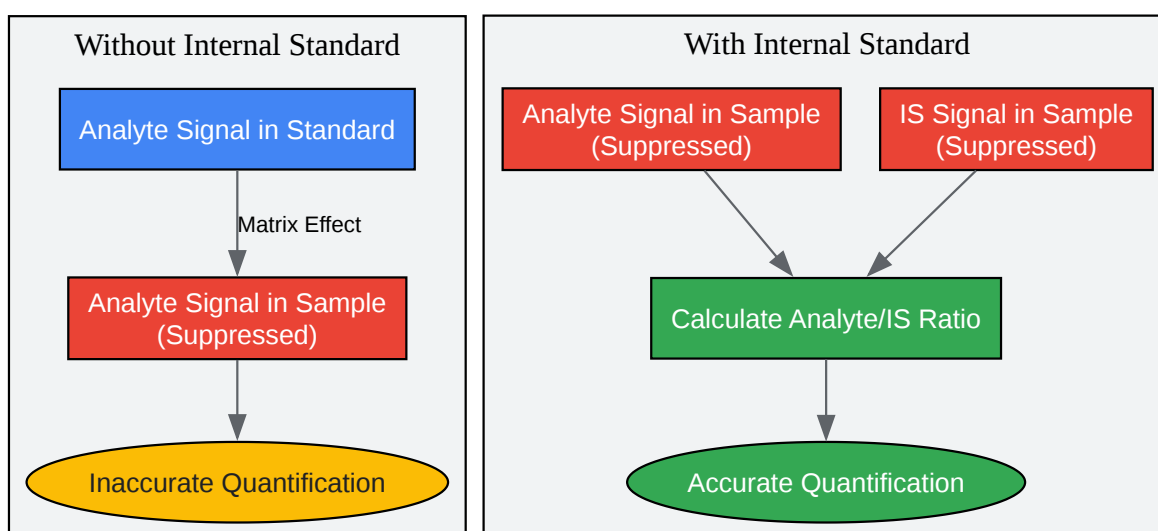 Without Internal Standard
Analyte Signal in Standard
Matrix Effect
Analyte Signal in Sample
(Suppressed)
Inaccurate Quantification
With Internal Standard
Analyte Signal in Sample
(Suppressed)
IS Signal in Sample
(Suppressed)
Calculate Analyte/IS Ratio
Accurate Quantification